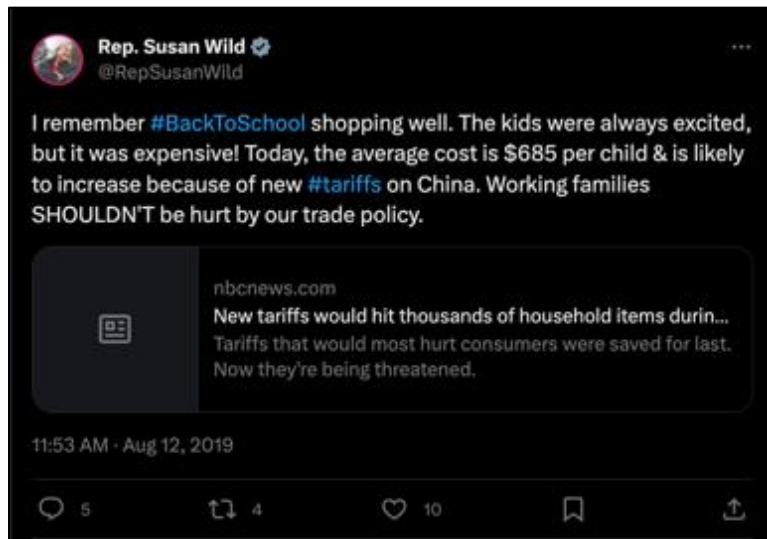 Rep. Susan Wild
@RepSusanWild
I remember #BackToSchool shopping well. The kids were always excited,
but it was expensive! Today, the average cost is $685 per child & is likely
to increase because of new #tariffs on China. Working families
SHOULDN'T be hurt by our trade policy.
nbcnews.com
New tariffs would hit thousands of household items durin...
Tariffs that would most hurt consumers were saved for last.
Now they're being threatened.
11:53 AM · Aug 12, 2019
5 4 10